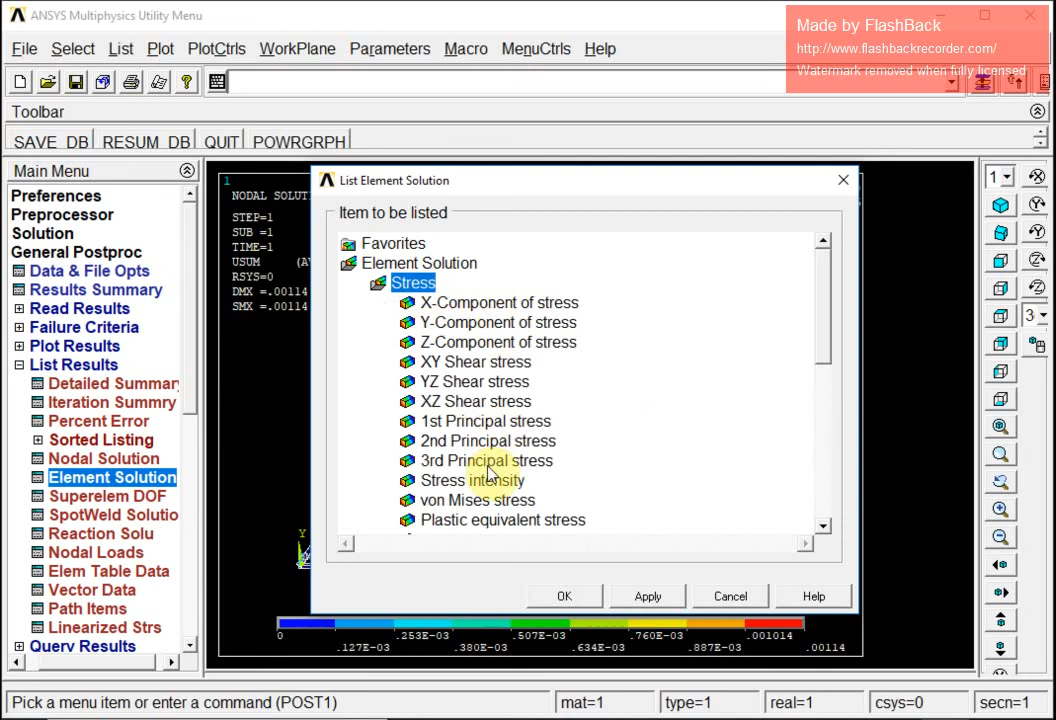 ANSYS Multiphysics Utility Menu
Made by FlashBack
http://www.flashbackrecorder.com/
Watermark removed when fully licensed
File Select List Plot PlotCtrls WorkPlane Parameters Macro MenuCtrls Help
Toolbar
SAVE_DB RESUM_DB QUIT POWRGRPH
Main Menu
Preferences
Preprocessor
Solution
General Postproc
Data & File Opts
Results Summary
Read Results
Failure Criteria
Plot Results
List Results
Detailed Summar
Iteration Summry
Percent Error
Sorted Listing
Nodal Solution
Element Solution
Superelem DOF
SpotWeld Solutio
Reaction Solu
Nodal Loads
Elem Table Data
Vector Data
Path Items
Linearized Strs
Query Results
1
NODAL SOLUT
STEP=1
SUB =1
TIME=1
USUM (A
RSYS=0
DMX =.00114
SMX =.00114
Y
List Element Solution
Item to be listed
Favorites
Element Solution
Stress
X-Component of stress
Y-Component of stress
Z-Component of stress
XY Shear stress
YZ Shear stress
XZ Shear stress
1st Principal stress
2nd Principal stress
3rd Principal stress
Stress intensity
von Mises stress
Plastic equivalent stress
OK Apply Cancel Help
0 .253E-03 .507E-03 .760E-03 .001014
.127E-03 .380E-03 .634E-03 .887E-03 .00114
1
3
Pick a menu item or enter a command (POST1) mat=1 type=1 real=1 csys=0 secn=1